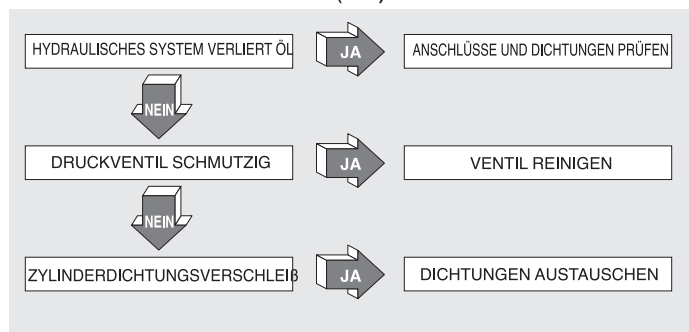 HYDRAULISCHES SYSTEM VERLIERT ÖL
JA
ANSCHLÜSSE UND DICHTUNGEN PRÜFEN
NEIN
DRUCKVENTIL SCHMUTZIG
JA
VENTIL REINIGEN
NEIN
ZYLINDERDICHTUNGSVERSCHLEIß
JA
DICHTUNGEN AUSTAUSCHEN